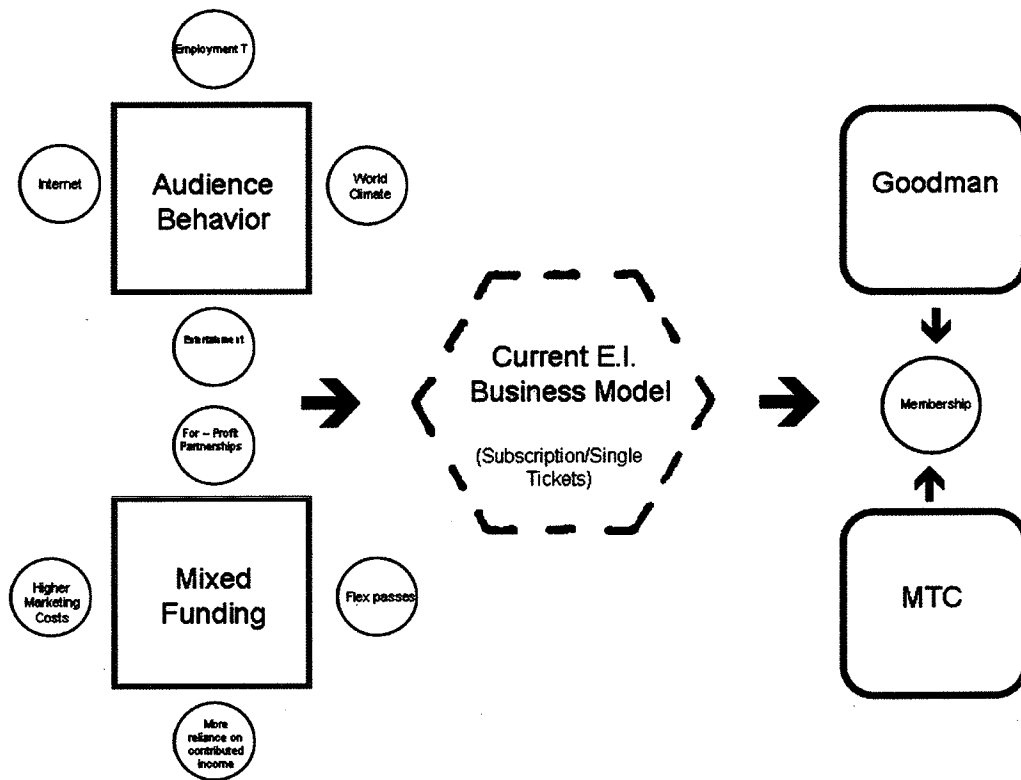 Employment T
Internet
Audience
Behavior
World
Climate
Entertainment
For – Profit
Partnerships
Higher
Marketing
Costs
Mixed
Funding
Flex passes
More
reliance on
contributed
income
Current E.I.
Business Model
(Subscription/Single
Tickets)
Goodman
Membership
MTC